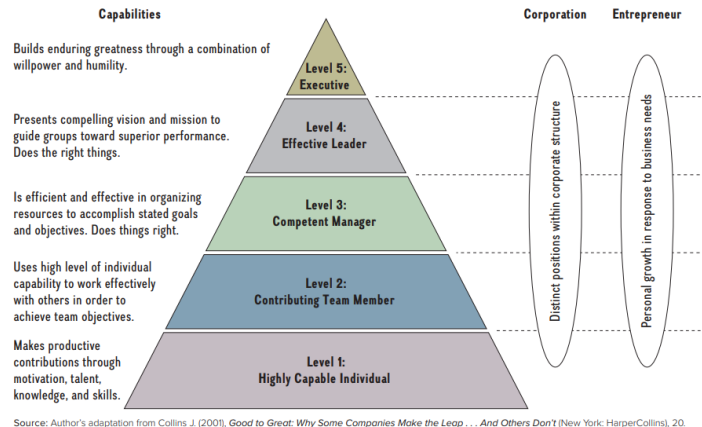 Capabilities
Corporation
Entrepreneur
Builds enduring greatness through a combination of
willpower and humility.
Level 5:
Executive
Presents compelling vision and mission to
guide groups toward superior performance.
Does the right things.
Level 4:
Effective Leader
Is efficient and effective in organizing
resources to accomplish stated goals
and objectives. Does things right.
Level 3:
Competent Manager
Uses high level of individual
capability to work effectively
with others in order to
achieve team objectives.
Level 2:
Contributing Team Member
Makes productive
contributions through
motivation, talent,
knowledge, and skills.
Level 1:
Highly Capable Individual
Distinct positions within corporate structure
Personal growth in response to business needs
Source: Author's adaptation from Collins J. (2001), Good to Great: Why Some Companies Make the Leap . . . And Others Don't (New York: HarperCollins), 20.